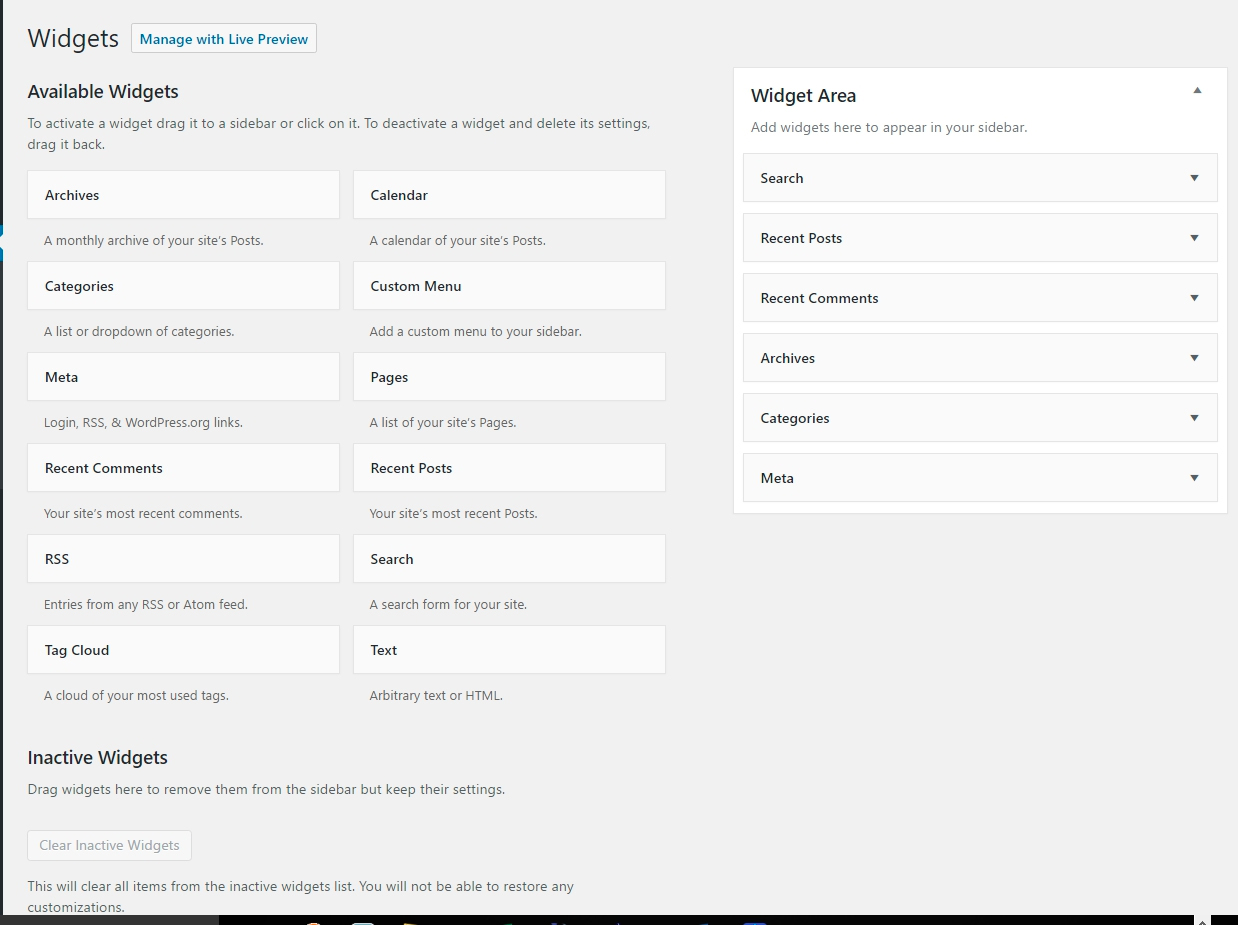 Widgets
Manage with Live Preview
Available Widgets
To activate a widget drag it to a sidebar or click on it. To deactivate a widget and delete its settings,
drag it back.
Archives
Calendar
A monthly archive of your site's Posts.
A calendar of your site's Posts.
Categories
Custom Menu
A list or dropdown of categories.
Add a custom menu to your sidebar.
Meta
Pages
Login, RSS, & WordPress.org links.
A list of your site's Pages.
Recent Comments
Recent Posts
Your site's most recent comments.
Your site's most recent Posts.
RSS
Search
Entries from any RSS or Atom feed.
A search form for your site.
Tag Cloud
Text
A cloud of your most used tags.
Arbitrary text or HTML.
Inactive Widgets
Drag widgets here to remove them from the sidebar but keep their settings.
Clear Inactive Widgets
This will clear all items from the inactive widgets list. You will not be able to restore any
customizations.
Widget Area
Add widgets here to appear in your sidebar.
Search
Recent Posts
Recent Comments
Archives
Categories
Meta